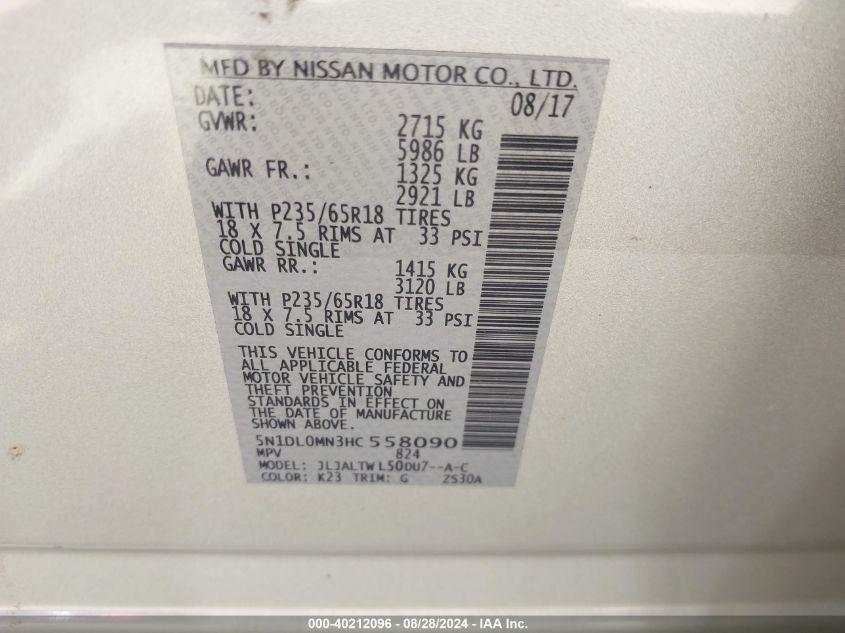 MFD BY NISSAN MOTOR CO., LTD.
DATE: 08/17
GVWR: 2715 KG
5986 LB
GAWR FR.: 1325 KG
2921 LB
WITH P235/65R18 TIRES
18 X 7.5 RIMS AT 33 PSI
COLD SINGLE
GAWR RR.: 1415 KG
3120 LB
WITH P235/65R18 TIRES
18 X 7.5 RIMS AT 33 PSI
COLD SINGLE
THIS VEHICLE CONFORMS TO
ALL APPLICABLE FEDERAL
MOTOR VEHICLE SAFETY AND
THEFT PREVENTION
STANDARDS IN EFFECT ON
THE DATE OF MANUFACTURE
SHOWN ABOVE.
5N1DL0MN3HC558090
MPV 824
MODEL: JLJALTWL50DU7--A-C
COLOR: K23 TRIM: G ZS30A
000-40212096 - 08/28/2024 - IAA Inc.